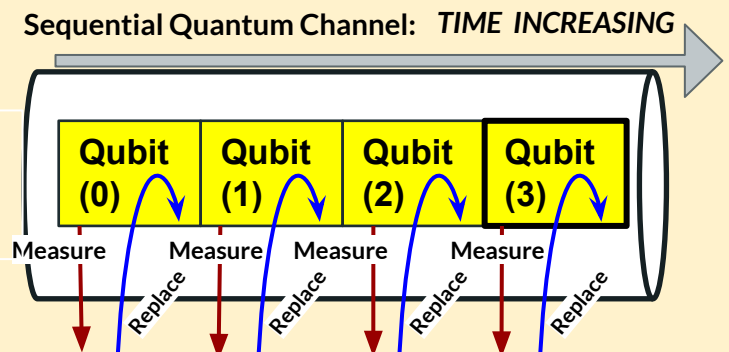 Sequential Quantum Channel: TIME INCREASING
Qubit Qubit Qubit Qubit
(0) (1) (2) (3)
Measure Measure Measure Measure
Replace Replace Replace Replace